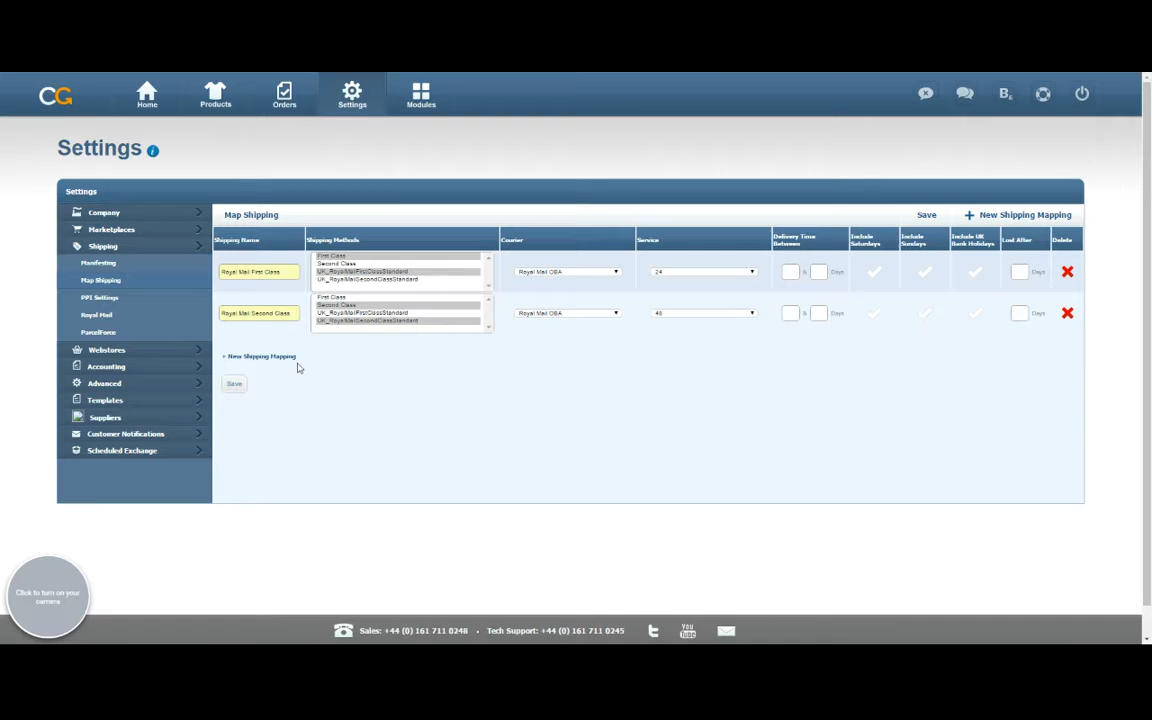 CG
Home
Products
Orders
Settings
Modules
Settings
Settings
Company
Marketplaces
Shipping
Manifesting
Map Shipping
PPI Settings
Royal Mail
ParcelForce
Webstores
Accounting
Advanced
Templates
Suppliers
Customer Notifications
Scheduled Exchange
Map Shipping
Save
+ New Shipping Mapping
Shipping Name
Shipping Methods
Courier
Service
Delivery Time
Between
Include
Saturdays
Include
Sundays
Include UK
Bank Holidays
Lost After
Delete
Royal Mail First Class
First Class
Second Class
UK_RoyalMailFirstClassStandard
UK_RoyalMailSecondClassStandard
Royal Mail OBA
24
& Days
Days
Royal Mail Second Class
First Class
Second Class
UK_RoyalMailFirstClassStandard
UK_RoyalMailSecondClassStandard
Royal Mail OBA
48
& Days
Days
+ New Shipping Mapping
Save
Click to turn on your
camera
Sales: +44 (0) 161 711 0248 • Tech Support: +44 (0) 161 711 0245
You
Tube